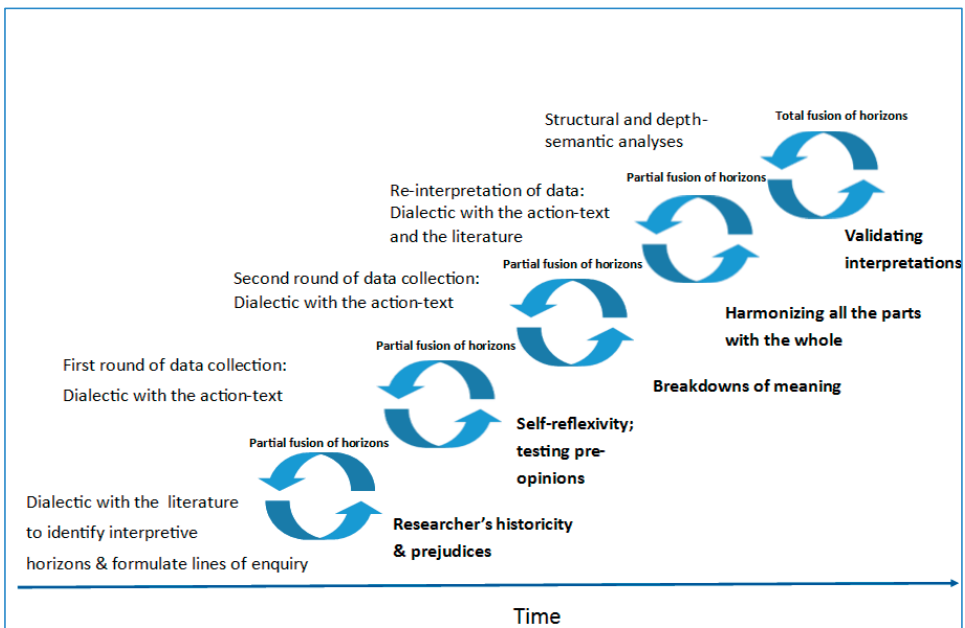 Total fusion of horizons
Structural and depth-
semantic analyses
Partial fusion of horizons
Re-interpretation of data:
Dialectic with the action-text
and the literature
Validating
interpretations
Partial fusion of horizons
Second round of data collection:
Dialectic with the action-text
Harmonizing all the parts
with the whole
Partial fusion of horizons
First round of data collection:
Dialectic with the action-text
Breakdowns of meaning
Self-reflexivity;
testing pre-
opinions
Partial fusion of horizons
Dialectic with the literature
to identify interpretive
horizons & formulate lines of enquiry
Researcher's historicity
& prejudices
Time